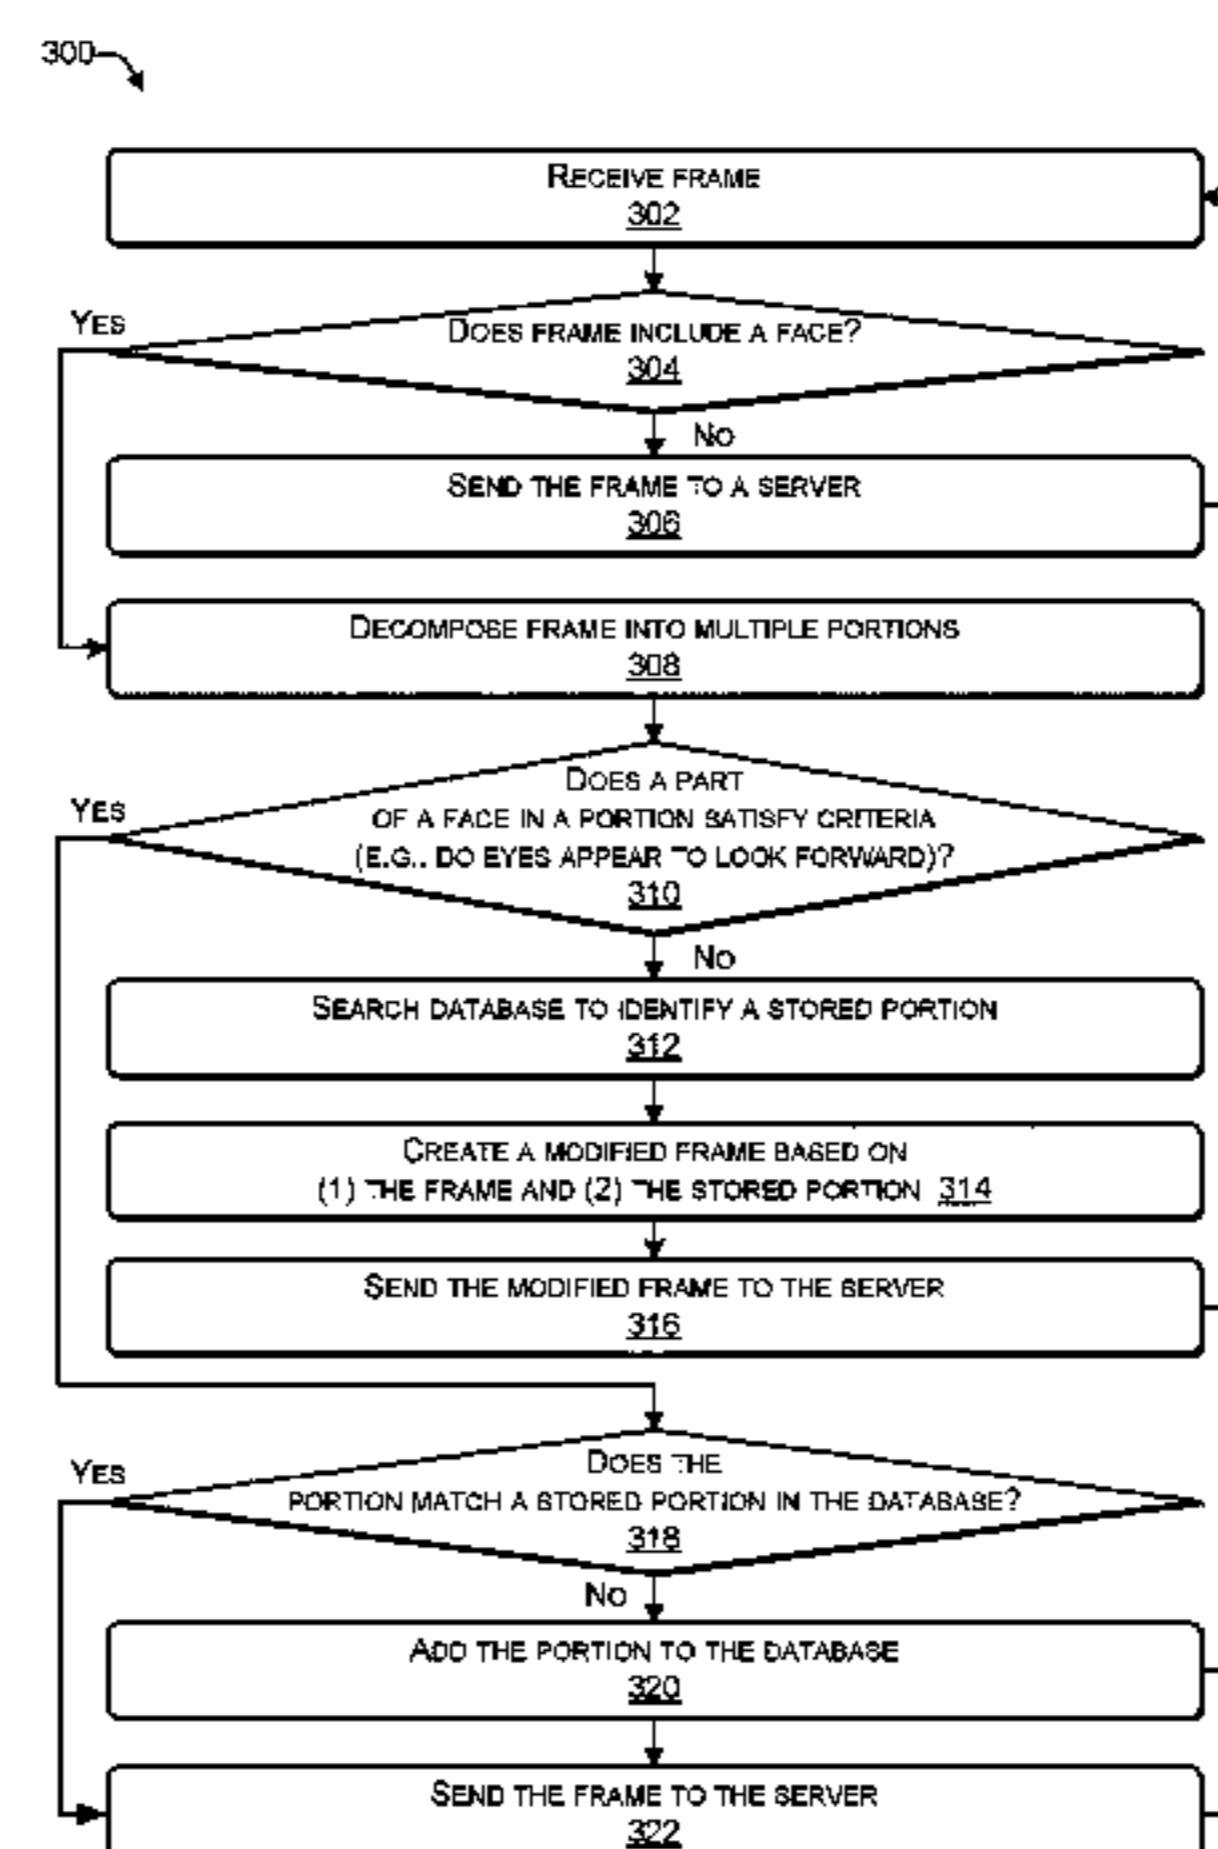 300
RECEIVE FRAME
302
YES
DOES FRAME INCLUDE A FACE?
304
NO
SEND THE FRAME TO A SERVER
306
DECOMPOSE FRAME INTO MULTIPLE PORTIONS
308
DOES A PART
YES
OF A FACE IN A PORTION SATISFY CRITERIA
(E.G., DO EYES APPEAR TO LOOK FORWARD)?
310
NO
SEARCH DATABASE TO IDENTIFY A STORED PORTION
312
CREATE A MODIFIED FRAME BASED ON
(1) THE FRAME AND (2) THE STORED PORTION 314
SEND THE MODIFIED FRAME TO THE SERVER
316
DOES THE
YES
PORTION MATCH A STORED PORTION IN THE DATABASE?
318
NO
ADD THE PORTION TO THE DATABASE
320
SEND THE FRAME TO THE SERVER
322